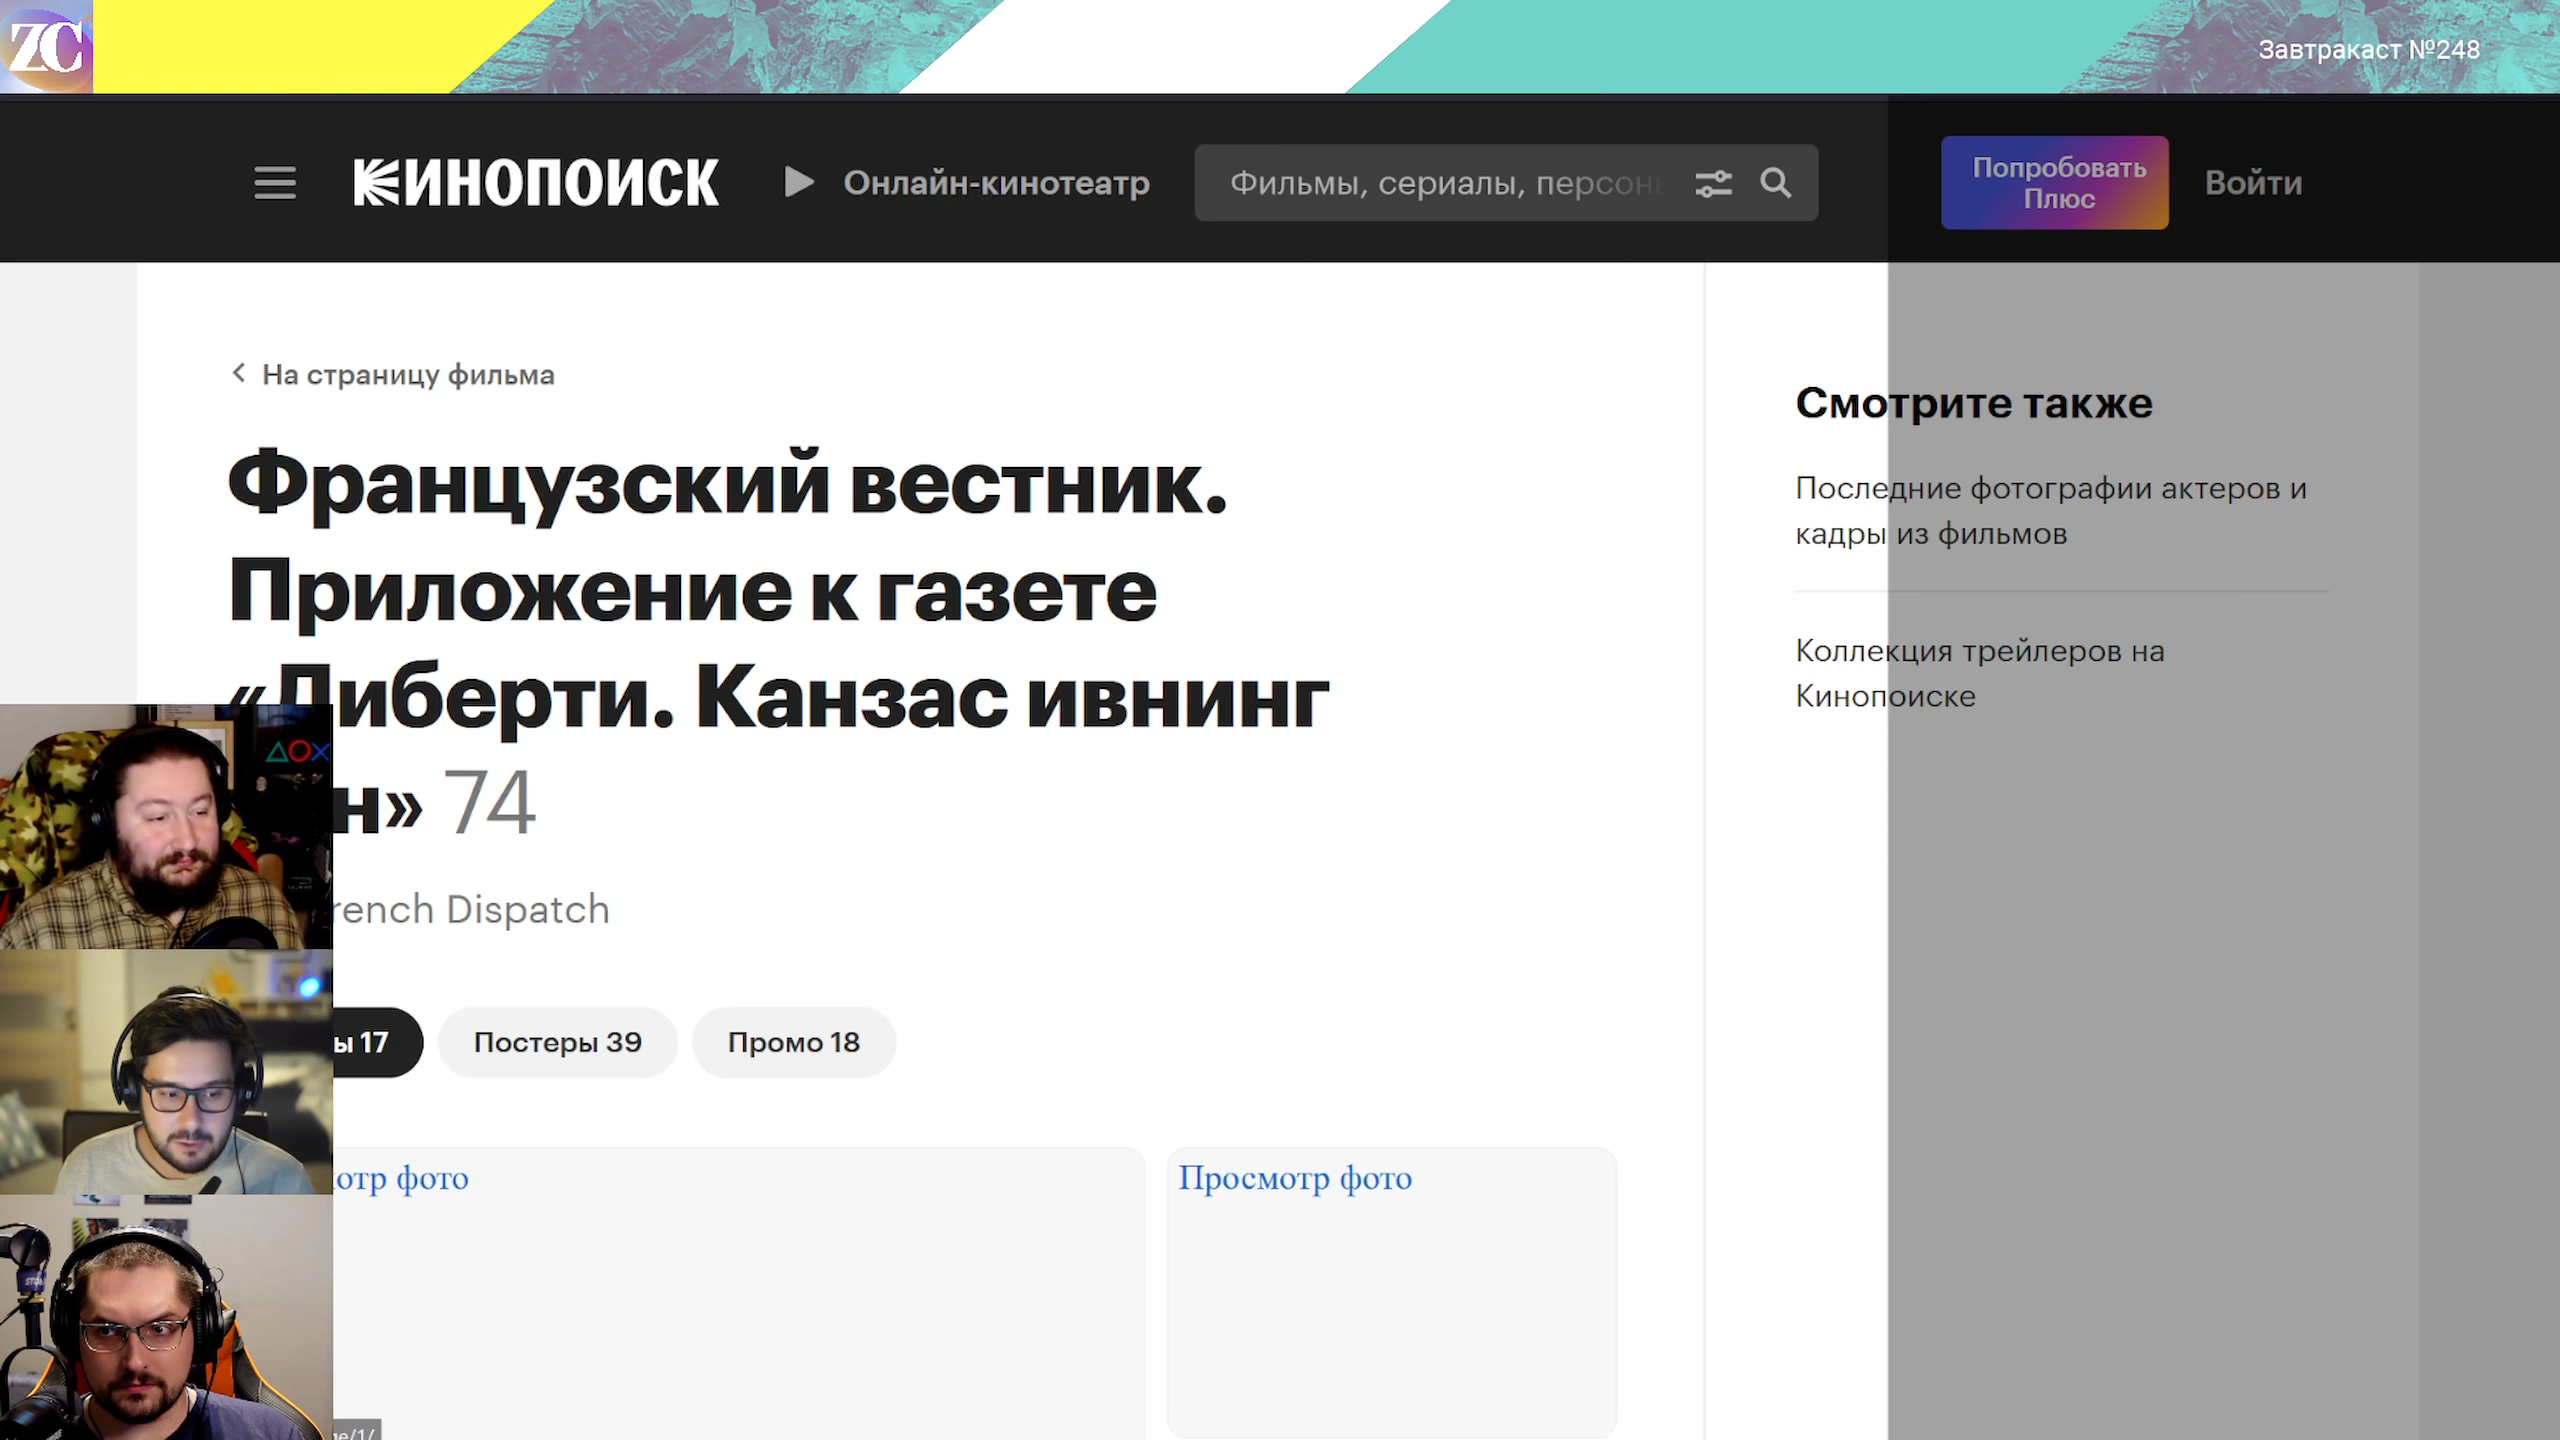 ZC
Завтракаст №248
КИНОПОИСК
Онлайн-кинотеатр
Фильмы, сериалы, персоны
Попробовать
Плюс
Войти
На страницу фильма
Французский вестник.
Приложение к газете
«Либерти. Канзас ивнинг
н» 74
rench Dispatch
ы 17
Постеры 39
Промо 18
отр фото
Просмотр фото
Смотрите также
Последние фотографии актеров и
кадры из фильмов
Коллекция трейлеров на
Кинопоиске